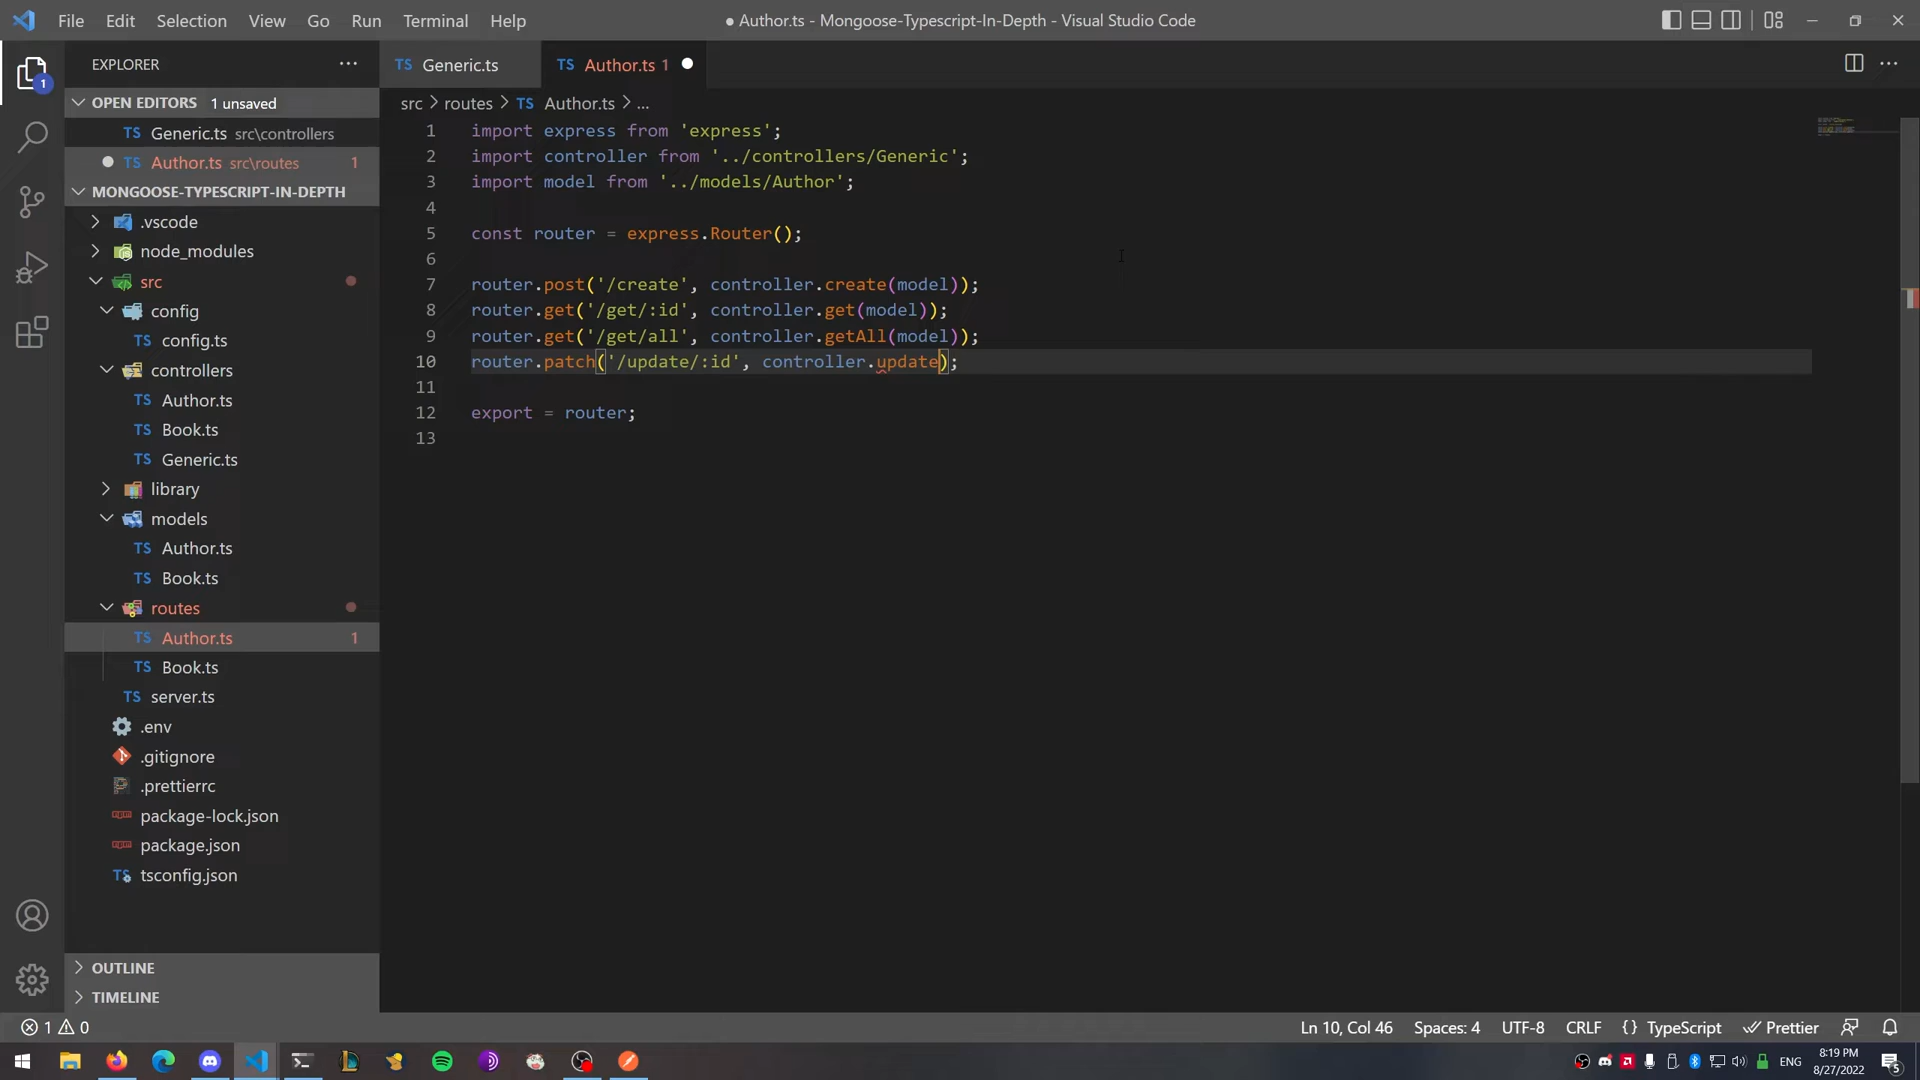 File Edit Selection View Go Run Terminal Help
● Author.ts - Mongoose-Typescript-In-Depth - Visual Studio Code
EXPLORER
OPEN EDITORS 1 unsaved
TS Generic.ts src\controllers
TS Author.ts src\routes 1
MONGOOSE-TYPESCRIPT-IN-DEPTH
.vscode
node_modules
src
config
TS config.ts
controllers
TS Author.ts
TS Book.ts
TS Generic.ts
library
models
TS Author.ts
TS Book.ts
routes
TS Author.ts 1
TS Book.ts
TS server.ts
.env
.gitignore
.prettierrc
package-lock.json
package.json
tsconfig.json
OUTLINE
TIMELINE
TS Generic.ts
TS Author.ts 1
src > routes > TS Author.ts > ...
1 import express from 'express';
2 import controller from '../controllers/Generic';
3 import model from '../models/Author';
4
5 const router = express.Router();
6
7 router.post('/create', controller.create(model));
8 router.get('/get/:id', controller.get(model));
9 router.get('/get/all', controller.getAll(model));
10 router.patch('/update/:id', controller.update);
11
12 export = router;
13
1 0
Ln 10, Col 46 Spaces: 4 UTF-8 CRLF {} TypeScript Prettier
ENG
8:19 PM
8/27/2022
5